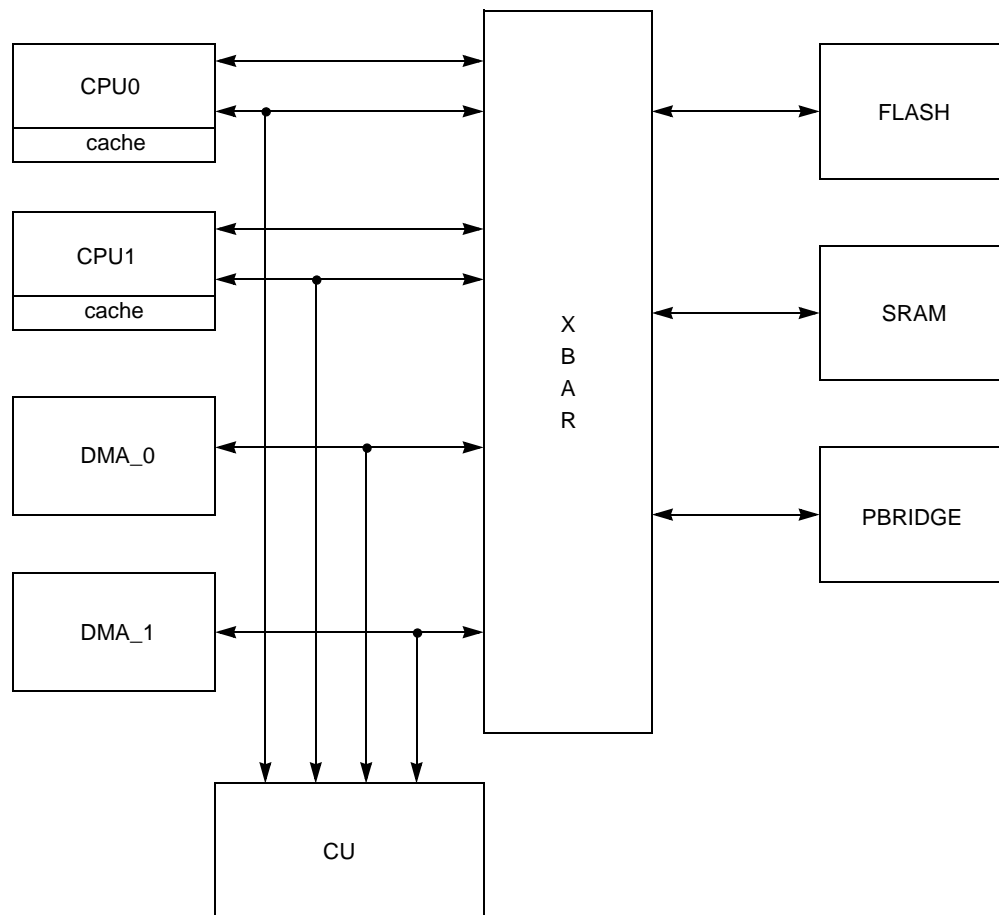 CPU0
cache
CPU1
cache
DMA_0
DMA_1
X
B
A
R
FLASH
SRAM
PBRIDGE
CU